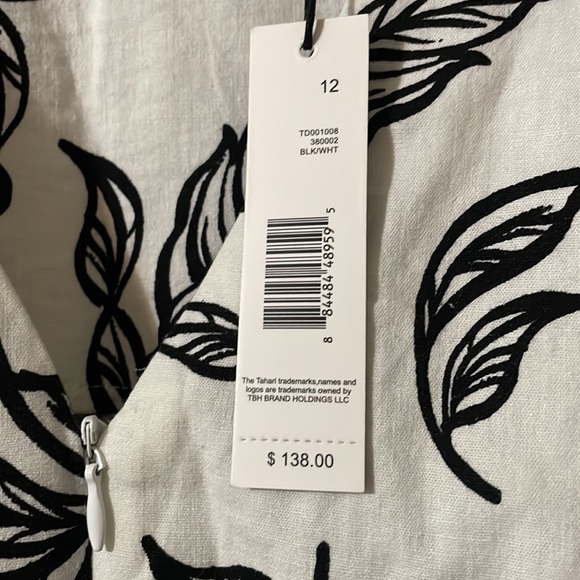 12
TD001008
380002
BLK/WHT
8 84484 48959 5
The Tahari trademarks,names and
logos are trademarks owned by
TBH BRAND HOLDINGS LLC
$ 138.00